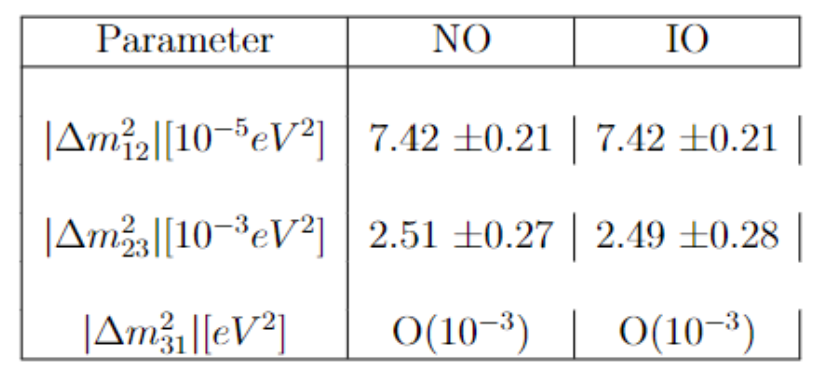 Parameter NO IO
|Δm²₁₂|[10⁻⁵eV²] 7.42 ±0.21 7.42 ±0.21
|Δm²₂₃|[10⁻³eV²] 2.51 ±0.27 2.49 ±0.28
|Δm²₃₁|[eV²] O(10⁻³) O(10⁻³)